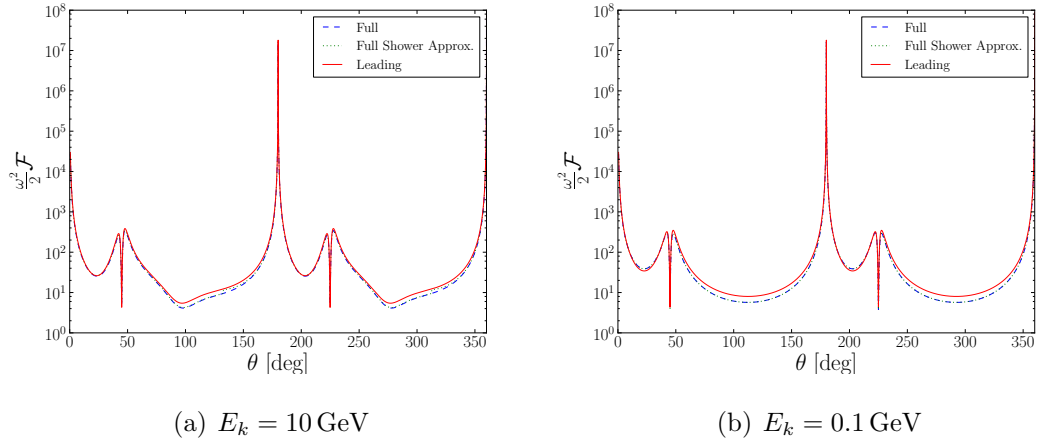 10^8
10^7
10^6
10^5
10^4
10^3
10^2
10^1
10^0
ω^2/2 F
0 50 100 150 200 250 300 350
θ [deg]
Full
Full Shower Approx.
Leading
(a) E_k = 10 GeV
10^8
10^7
10^6
10^5
10^4
10^3
10^2
10^1
10^0
ω^2/2 F
0 50 100 150 200 250 300 350
θ [deg]
Full
Full Shower Approx.
Leading
(b) E_k = 0.1 GeV